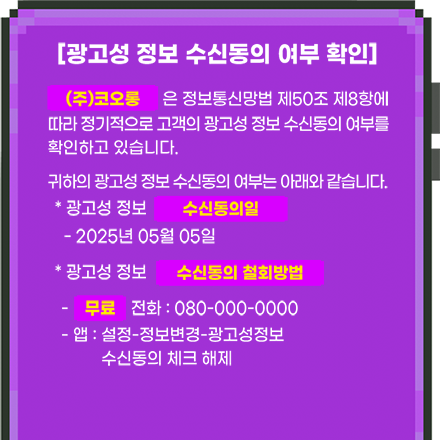 [광고성 정보 수신동의 여부 확인]
(주)코오롱 은 정보통신망법 제50조 제8항에
따라 정기적으로 고객의 광고성 정보 수신동의 여부를
확인하고 있습니다.
귀하의 광고성 정보 수신동의 여부는 아래와 같습니다.
* 광고성 정보 수신동의일
- 2025년 05월 05일
* 광고성 정보 수신동의 철회방법
- 무료 전화 : 080-000-0000
- 앱 : 설정-정보변경-광고성정보
수신동의 체크 해제